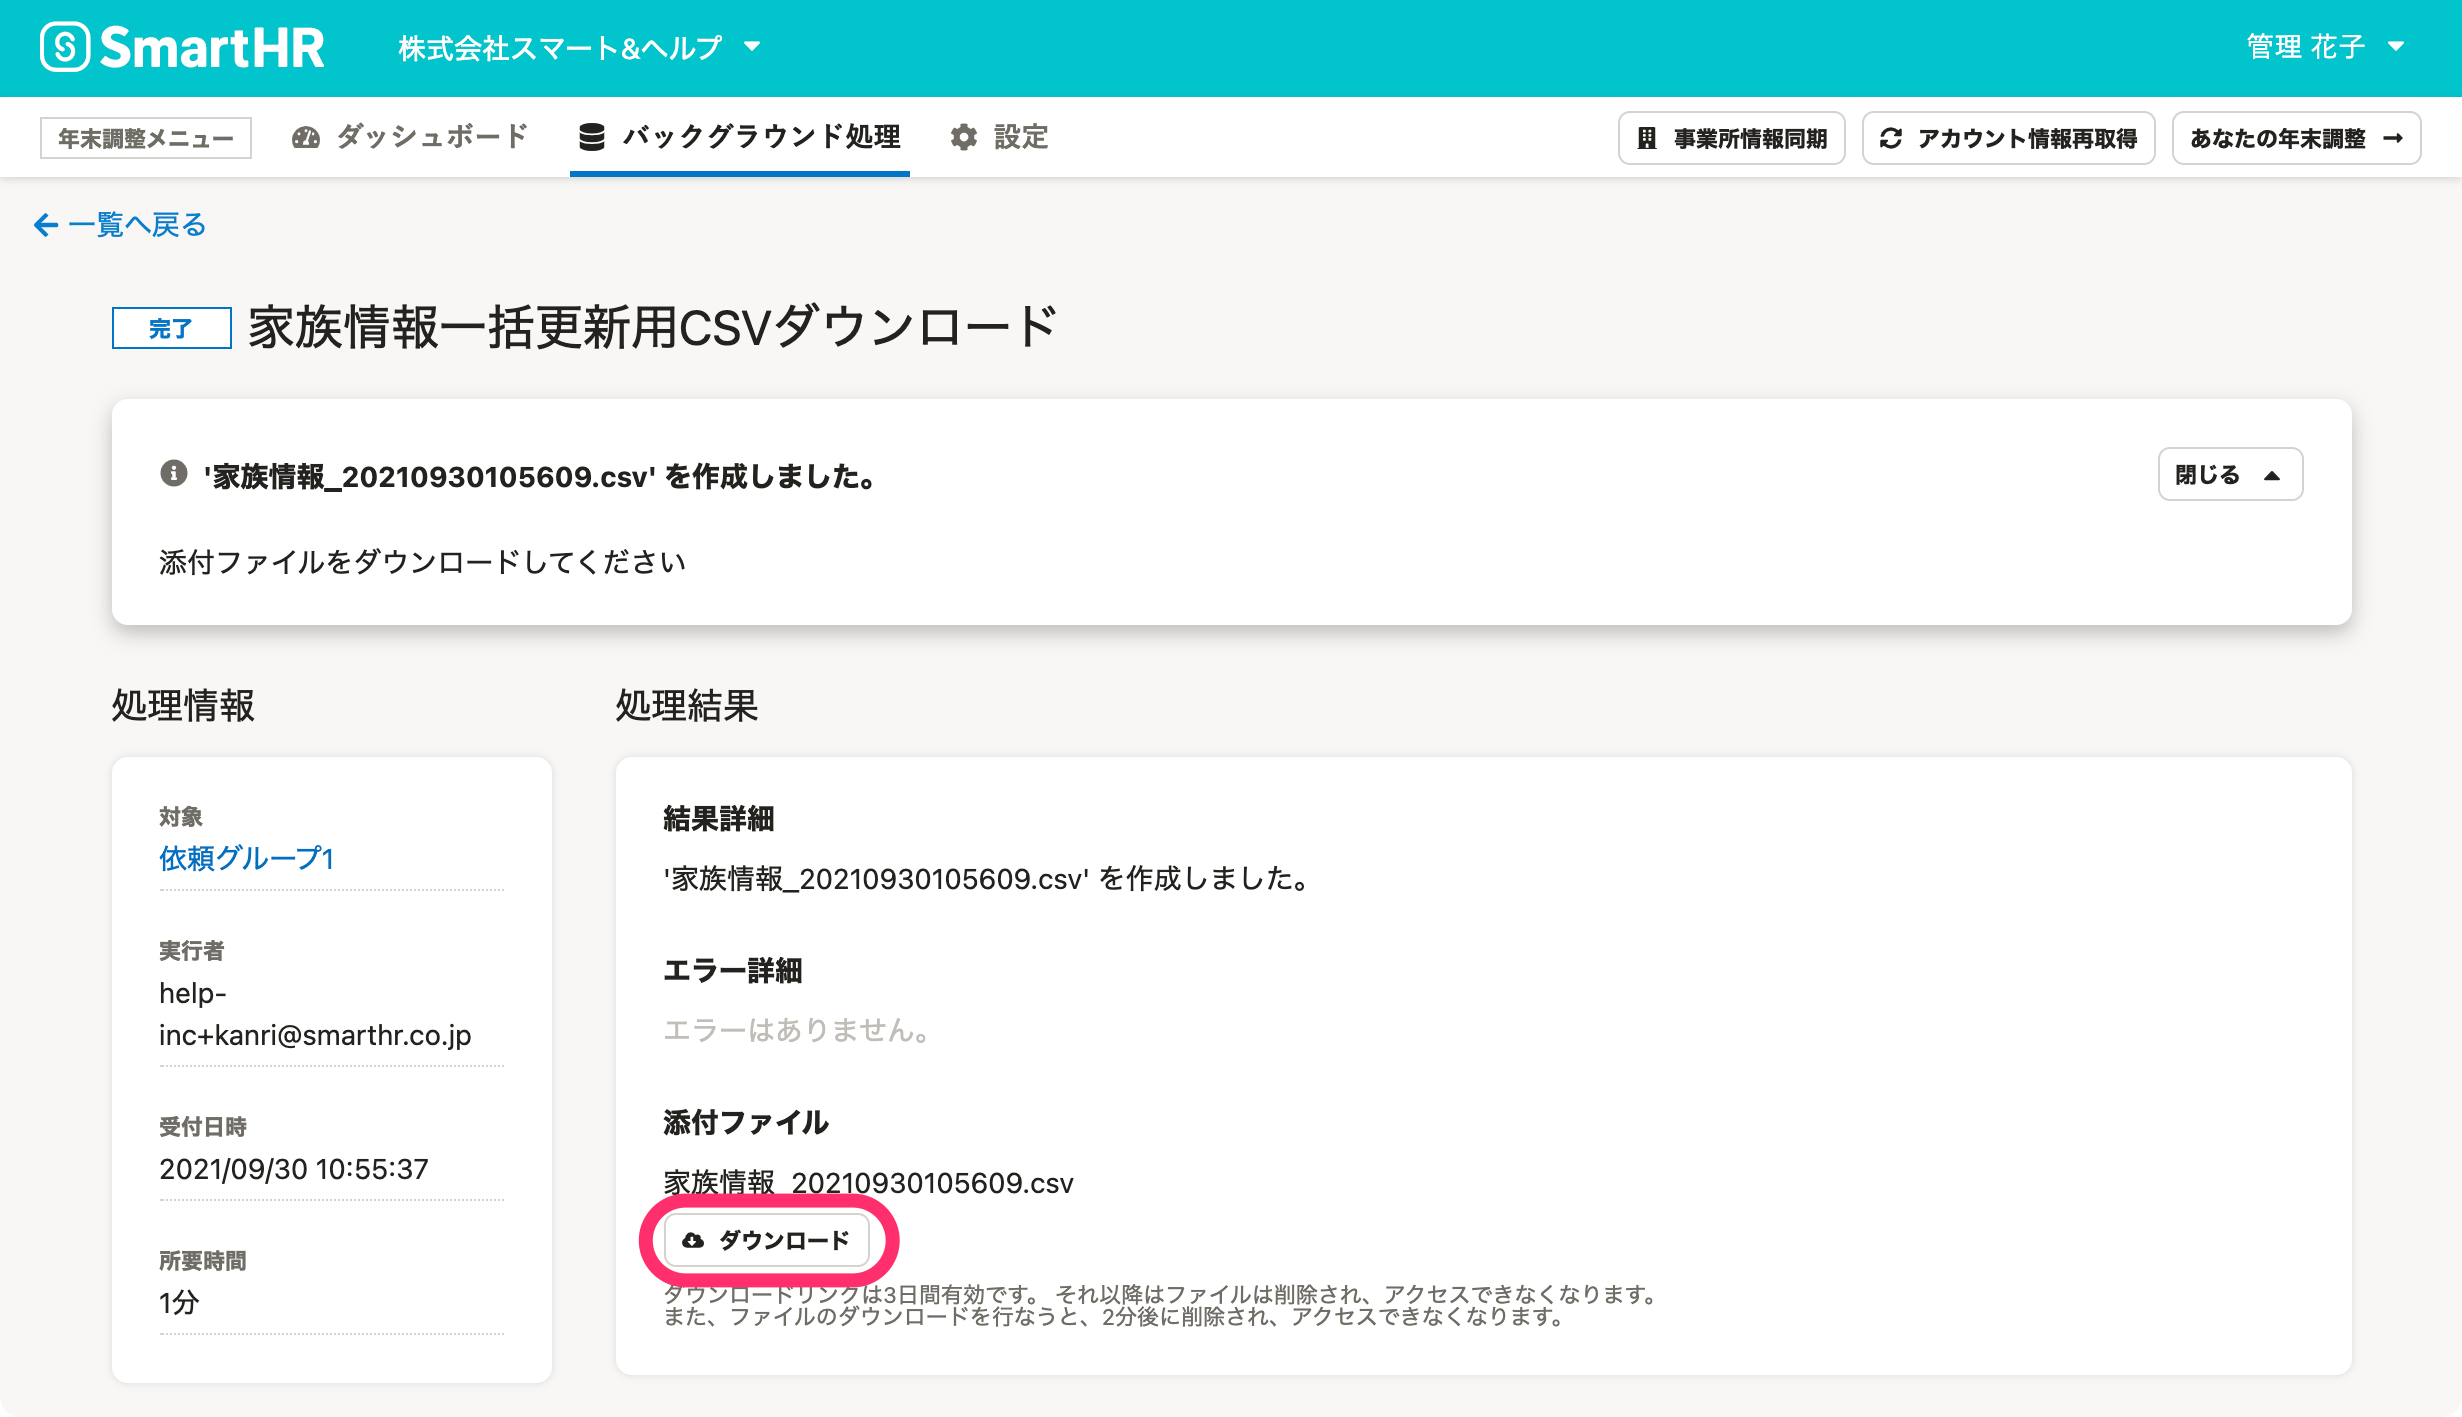 SmartHR
株式会社スマート&ヘルプ
管理 花子
年末調整メニュー
ダッシュボード
バックグラウンド処理
設定
事業所情報同期
アカウント情報再取得
あなたの年末調整
一覧へ戻る
完了
家族情報一括更新用CSVダウンロード
'家族情報_20210930105609.csv' を作成しました。
閉じる
添付ファイルをダウンロードしてください
処理情報
対象
依頼グループ1
実行者
help-
inc+kanri@smarthr.co.jp
受付日時
2021/09/30 10:55:37
所要時間
1分
処理結果
結果詳細
'家族情報_20210930105609.csv' を作成しました。
エラー詳細
エラーはありません。
添付ファイル
家族情報_20210930105609.csv
ダウンロード
ダウンロードリンクは3日間有効です。 それ以降はファイルは削除され、アクセスできなくなります。
また、ファイルのダウンロードを行なうと、2分後に削除され、アクセスできなくなります。